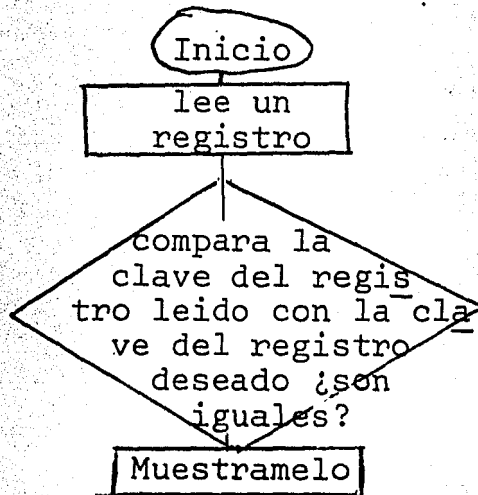 Inicio
lee un
registro
compara la
clave del regis
tro leido con la cla
ve del registro
deseado ¿son
iguales?
Muestramelo